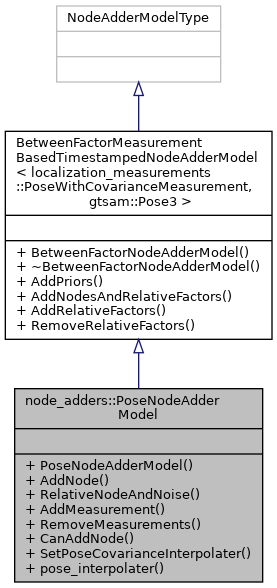 NodeAdderModelType
BetweenFactorMeasurement
BasedTimestampedNodeAdderModel
< localization_measurements
::PoseWithCovarianceMeasurement,
gtsam::Pose3 >
+ BetweenFactorNodeAdderModel()
+ ~BetweenFactorNodeAdderModel()
+ AddPriors()
+ AddNodesAndRelativeFactors()
+ AddRelativeFactors()
+ RemoveRelativeFactors()
node_adders::PoseNodeAdder
Model
+ PoseNodeAdderModel()
+ AddNode()
+ RelativeNodeAndNoise()
+ AddMeasurement()
+ RemoveMeasurements()
+ CanAddNode()
+ SetPoseCovarianceInterpolater()
+ pose_interpolater()